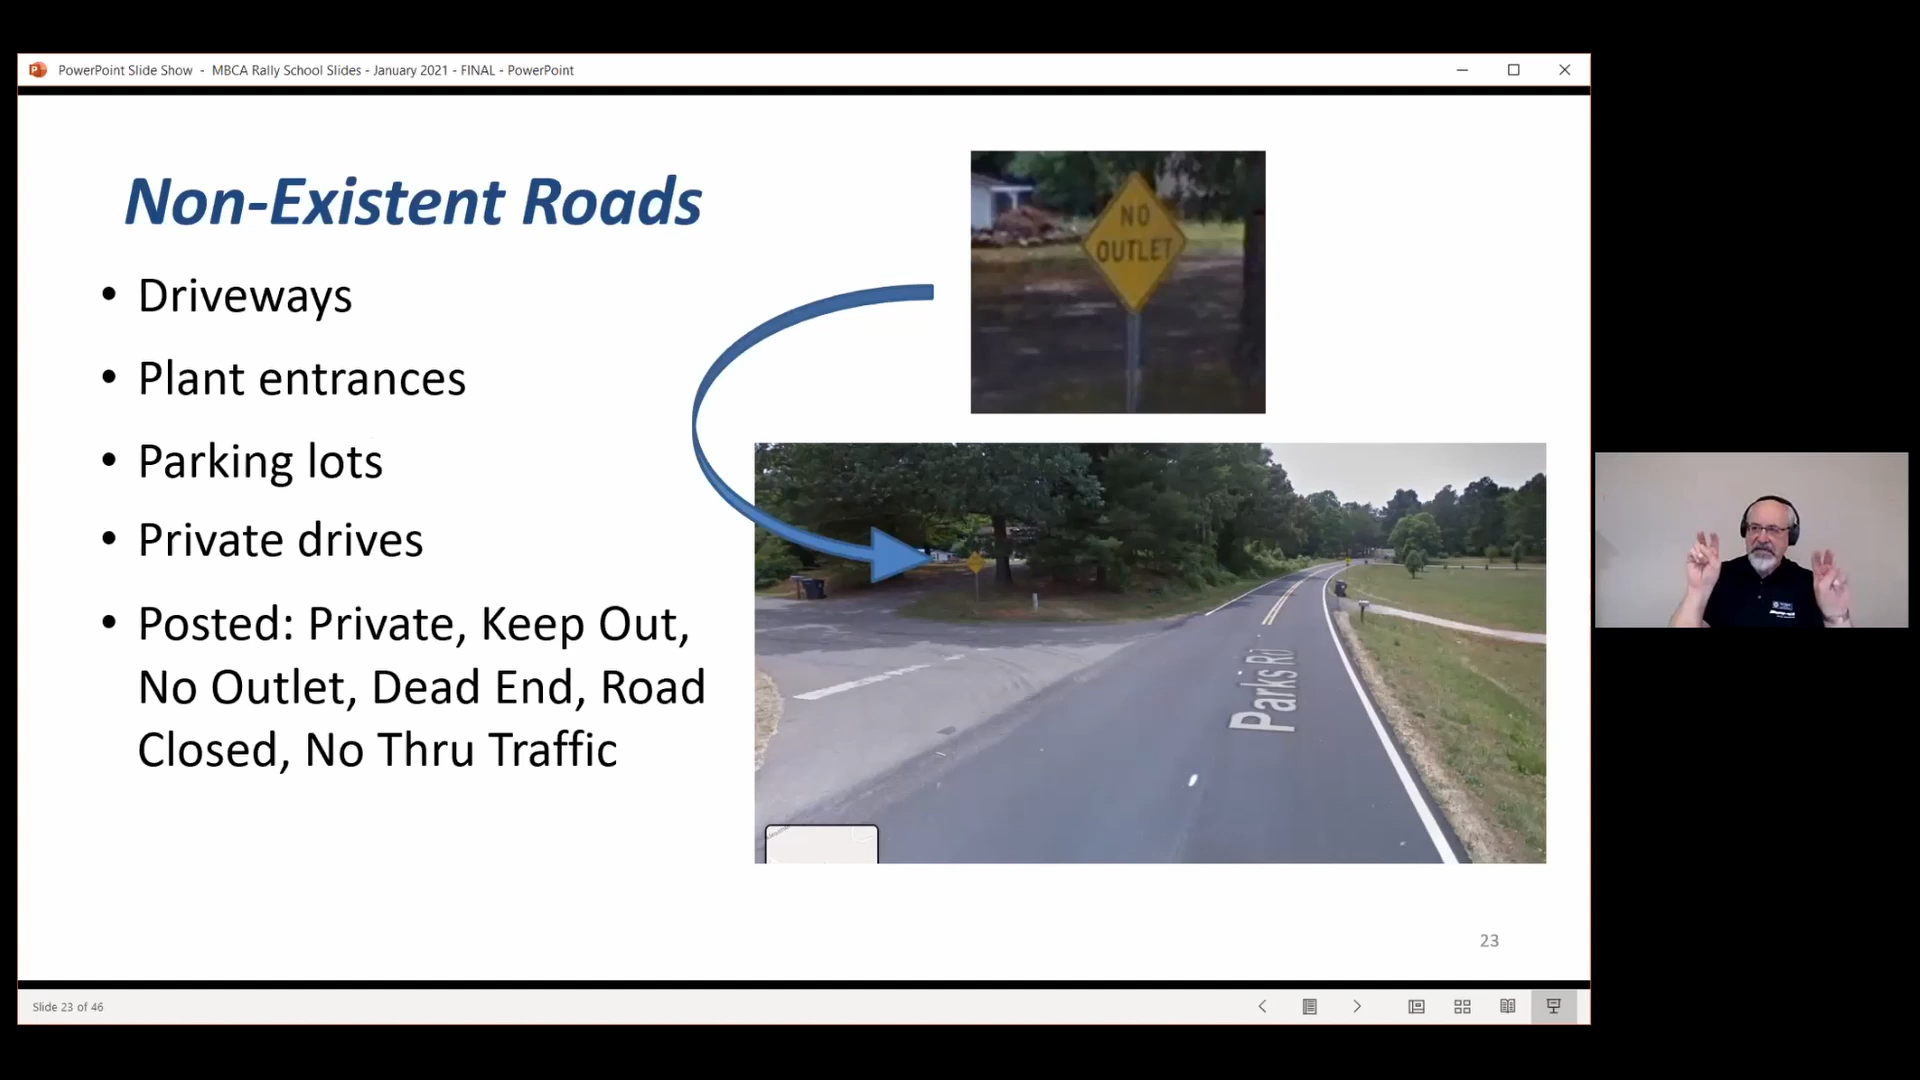 PowerPoint Slide Show - MBCA Rally School Slides - January 2021 - FINAL - PowerPoint
Non-Existent Roads
• Driveways
• Plant entrances
• Parking lots
• Private drives
• Posted: Private, Keep Out,
No Outlet, Dead End, Road
Closed, No Thru Traffic
NO
OUTLET
Parks Rd
23
Slide 23 of 46